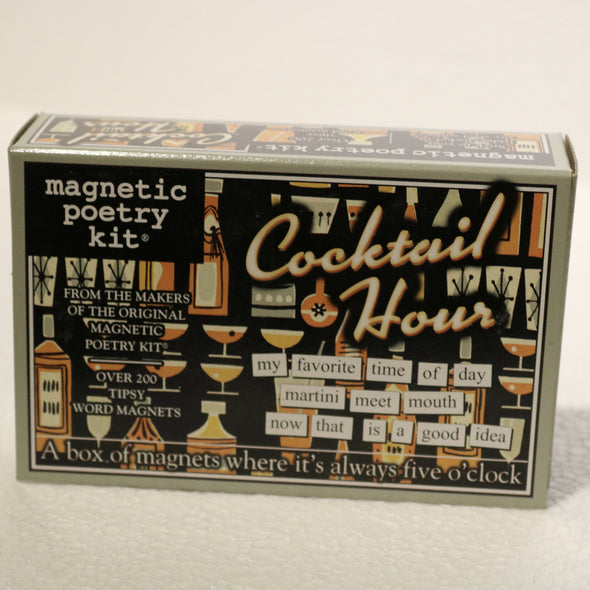 Cocktail
Hour
magnetic poetry kit®
magnetic
poetry
kit®
Cocktail
Hour
FROM THE MAKERS
OF THE ORIGINAL
MAGNETIC
POETRY KIT®
OVER 200
TIPSY
WORD MAGNETS
my favorite time of day
martini meet mouth
now that is a good idea
A box of magnets where it's always five o'clock